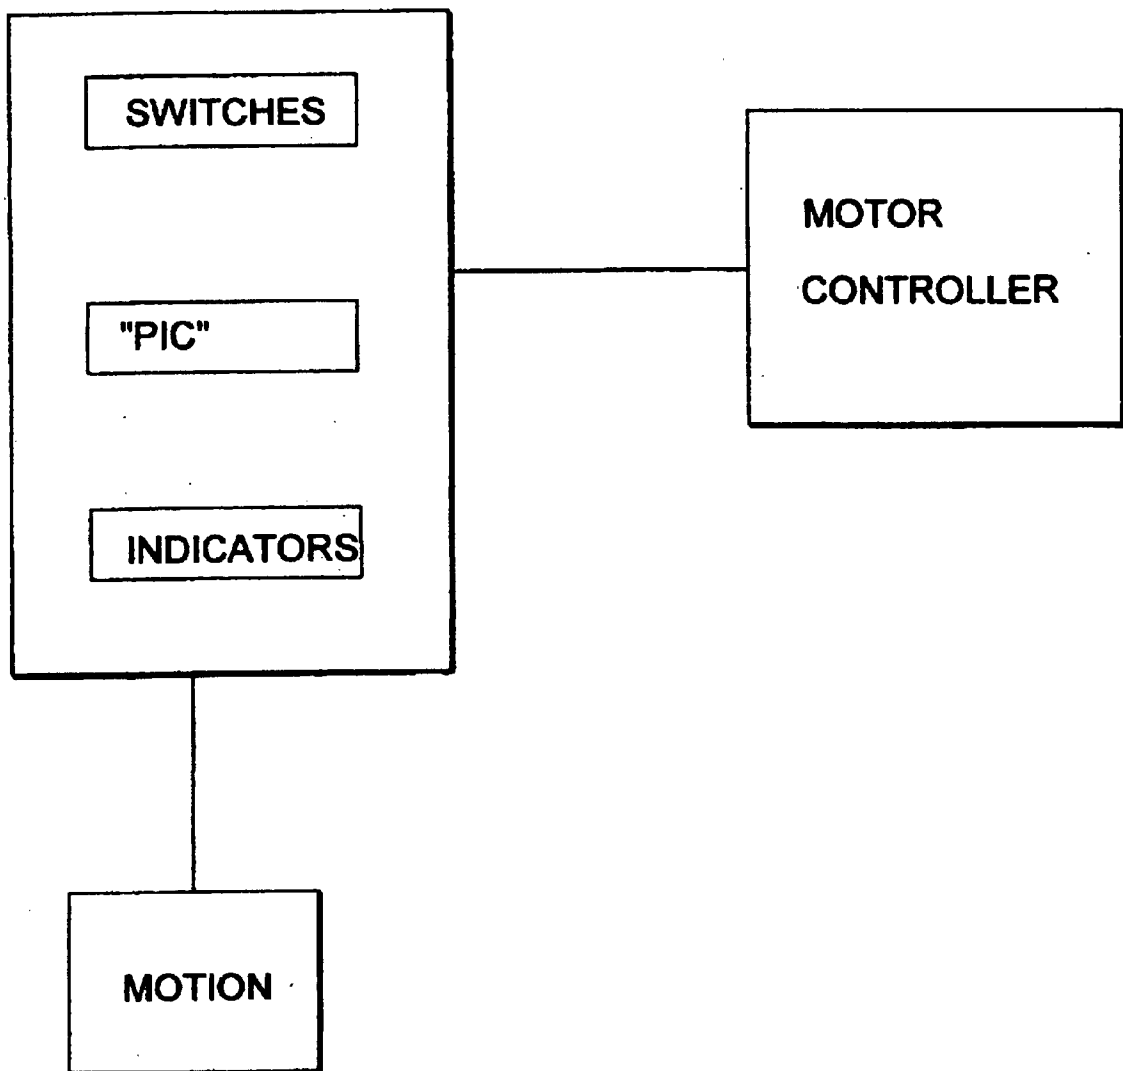 SWITCHES
MOTOR
CONTROLLER
"PIC"
INDICATORS
MOTION